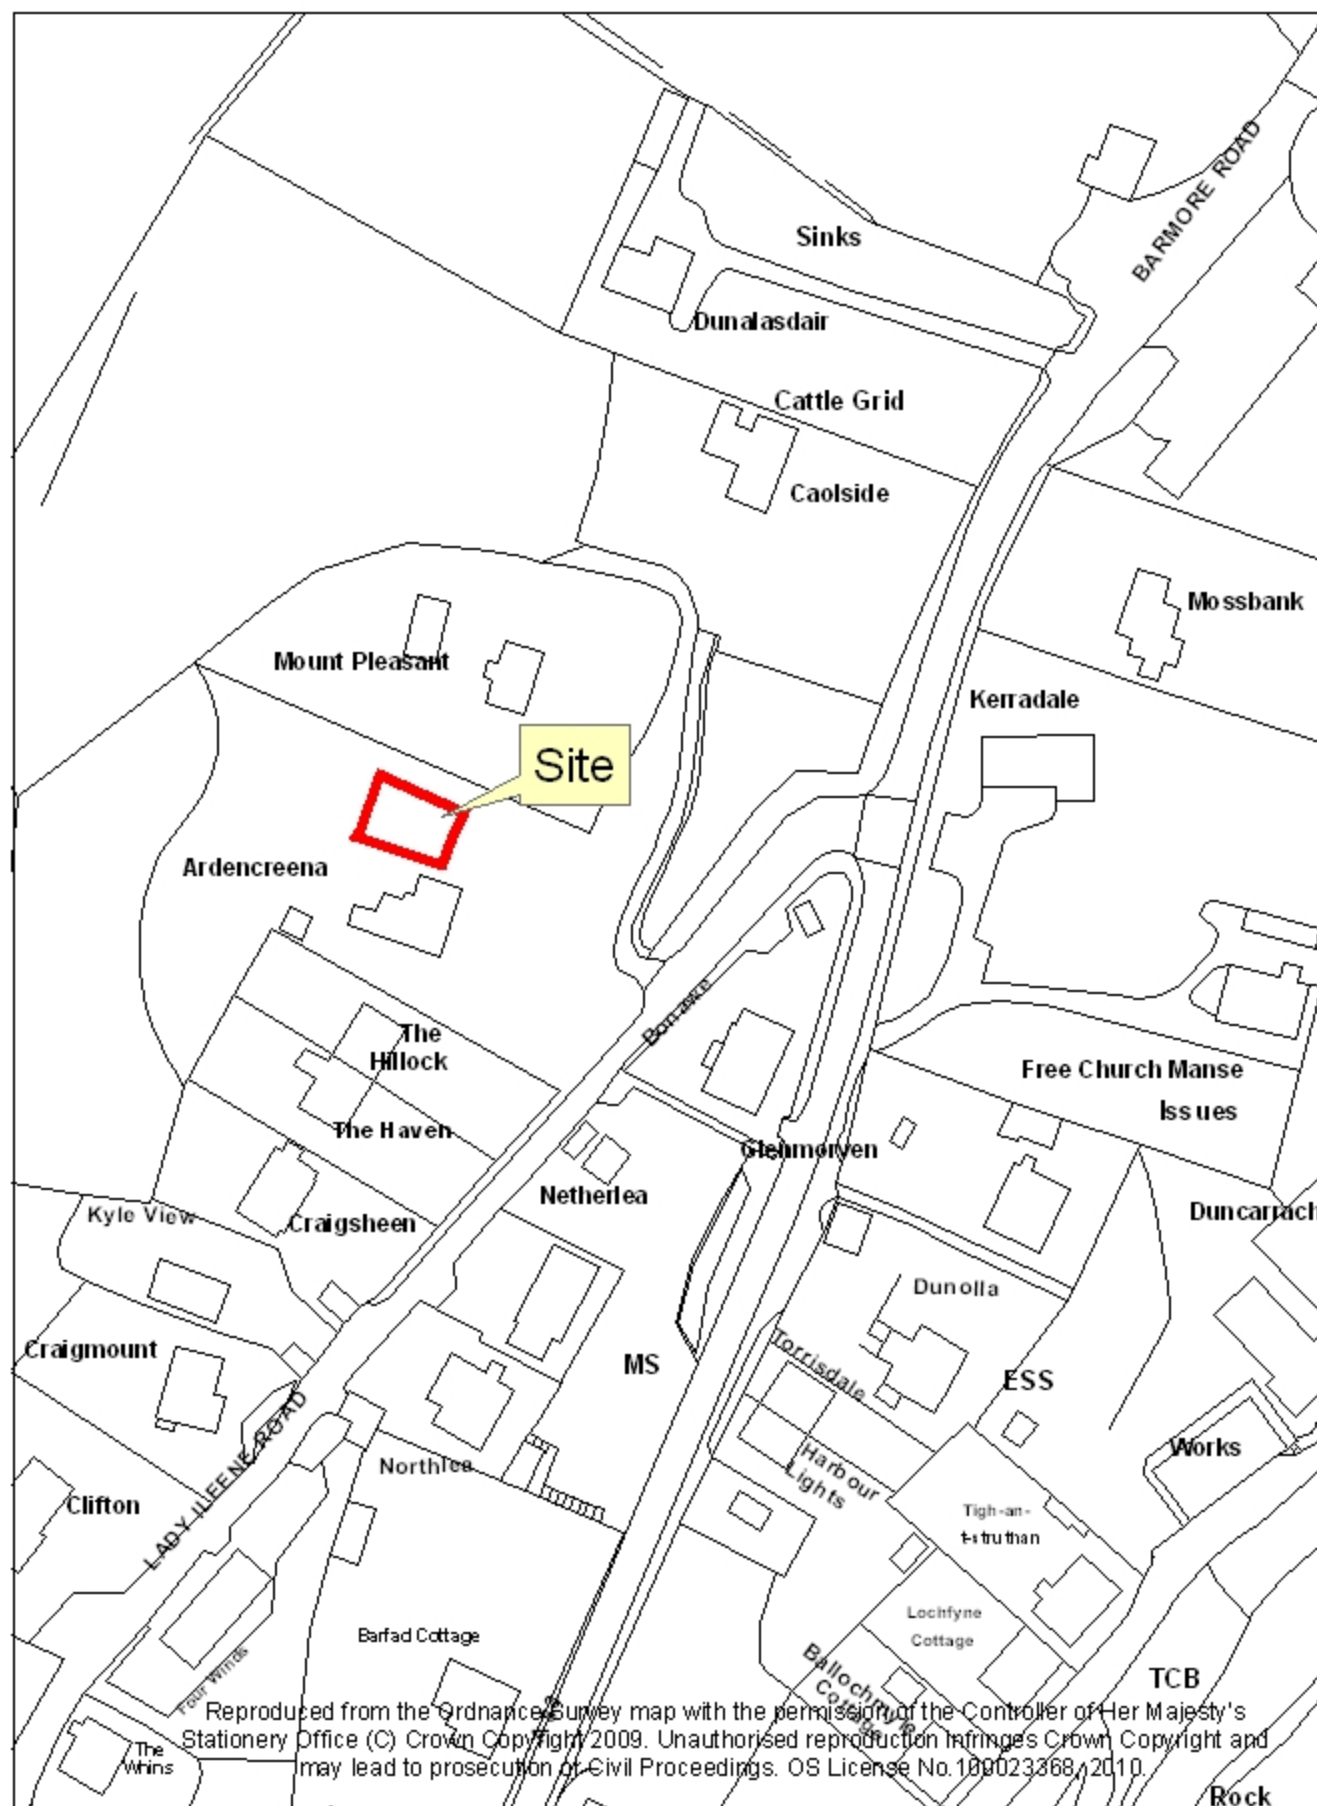 BARMORE ROAD
Sinks
Dunalasdair
Cattle Grid
Caolside
Mossbank
Mount Pleasant
Kerradale
Site
Ardencreena
Bonawe
The
Hillock
Free Church Manse
Issues
The Haven
Glenmorven
Netherlea
Kyle View
Craigsheen
Duncarrach
Dunolla
Craigmount
Torrisdale
MS
ESS
LADY ILEENE ROAD
Northlea
Harbour
Lights
Works
Clifton
Tigh-an-
t-sruthan
Lochfyne
Cottage
Barfad Cottage
Ballochmyle
Cottage
TCB
Four Winds
The
Whins
Reproduced from the Ordnance Survey map with the permission of the Controller of Her Majesty's
Stationery Office (C) Crown Copyright 2009. Unauthorised reproduction infringes Crown Copyright and
may lead to prosecution or Civil Proceedings. OS License No.100023368, 2010.
Rock